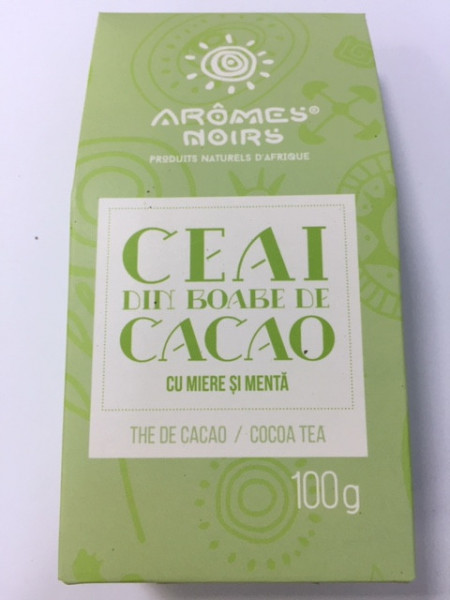 ARÔMES®
NOIRS
PRODUITS NATURELS D'AFRIQUE
CEAI
DIN BOABE DE
CACAO
CU MIERE ȘI MENTĂ
THE DE CACAO / COCOA TEA
100g